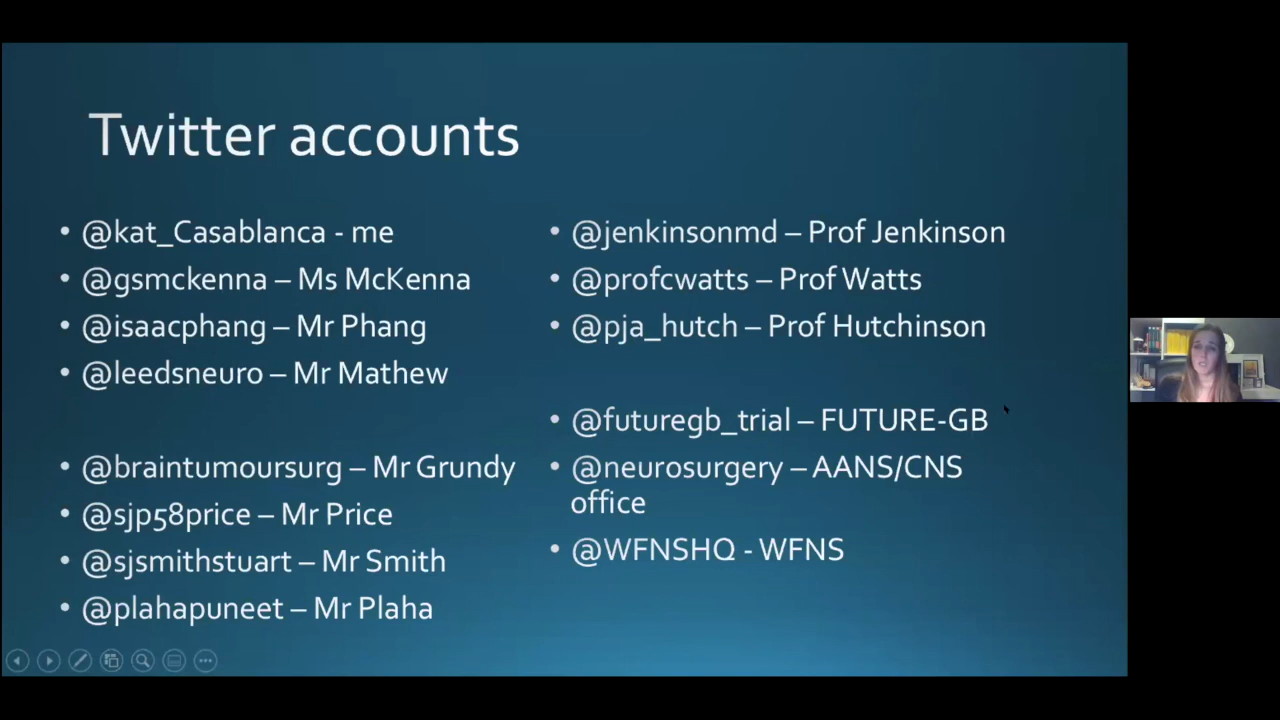 Twitter accounts
• @kat_Casablanca - me
• @gsmckenna – Ms McKenna
• @isaacphang – Mr Phang
• @leedsneuro – Mr Mathew
• @braintumoursurg – Mr Grundy
• @sjp58price – Mr Price
• @sjsmithstuart – Mr Smith
• @plahapuneet – Mr Plaha
• @jenkinsonmd – Prof Jenkinson
• @profcwatts – Prof Watts
• @pja_hutch – Prof Hutchinson
• @futuregb_trial – FUTURE-GB
• @neurosurgery – AANS/CNS
office
• @WFNSHQ - WFNS